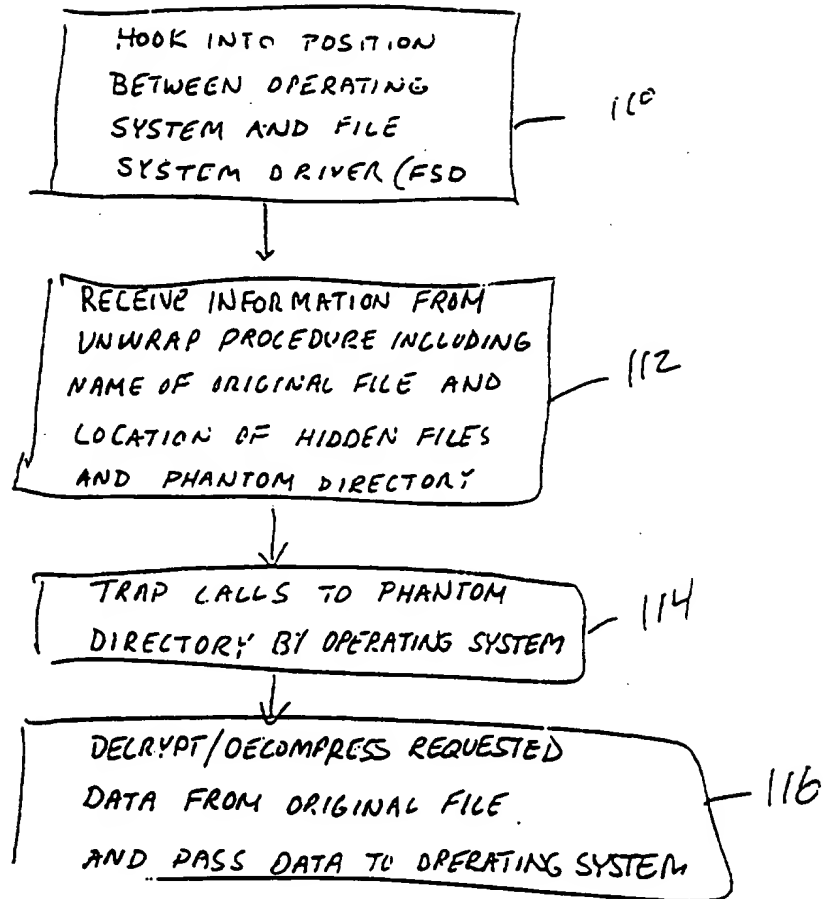 HOOK INTO POSITION
BETWEEN OPERATING
SYSTEM AND FILE
SYSTEM DRIVER (FSD
110
RECEIVE INFORMATION FROM
UNWRAP PROCEDURE INCLUDING
NAME OF ORIGINAL FILE AND
LOCATION OF HIDDEN FILES
AND PHANTOM DIRECTORY
112
TRAP CALLS TO PHANTOM
DIRECTORY BY OPERATING SYSTEM
114
DECRYPT/DECOMPRESS REQUESTED
DATA FROM ORIGINAL FILE
AND PASS DATA TO OPERATING SYSTEM
116